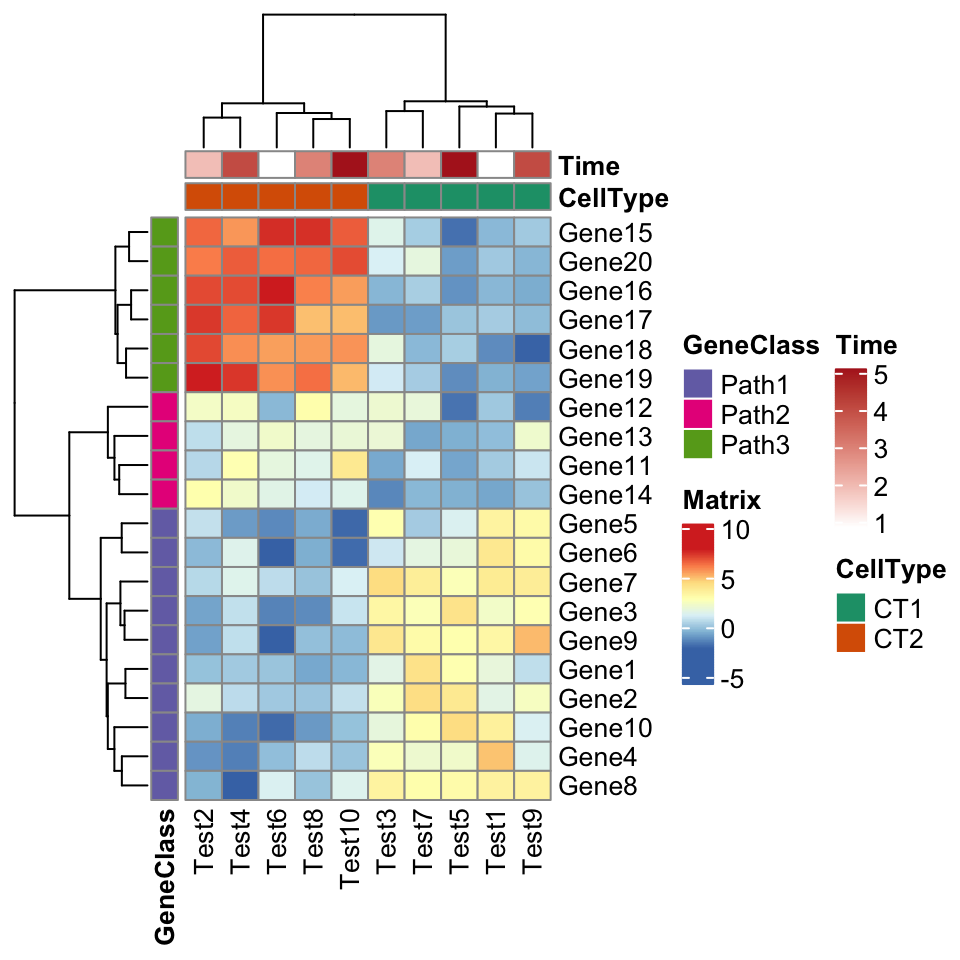 Time
CellType
Gene15
Gene20
Gene16
Gene17
Gene18
Gene19
Gene12
Gene13
Gene11
Gene14
Gene5
Gene6
Gene7
Gene3
Gene9
Gene1
Gene2
Gene10
Gene4
Gene8
GeneClass
Test2
Test4
Test6
Test8
Test10
Test3
Test7
Test5
Test1
Test9
GeneClass
Path1
Path2
Path3
Matrix
10
5
0
-5
Time
5
4
3
2
1
CellType
CT1
CT2